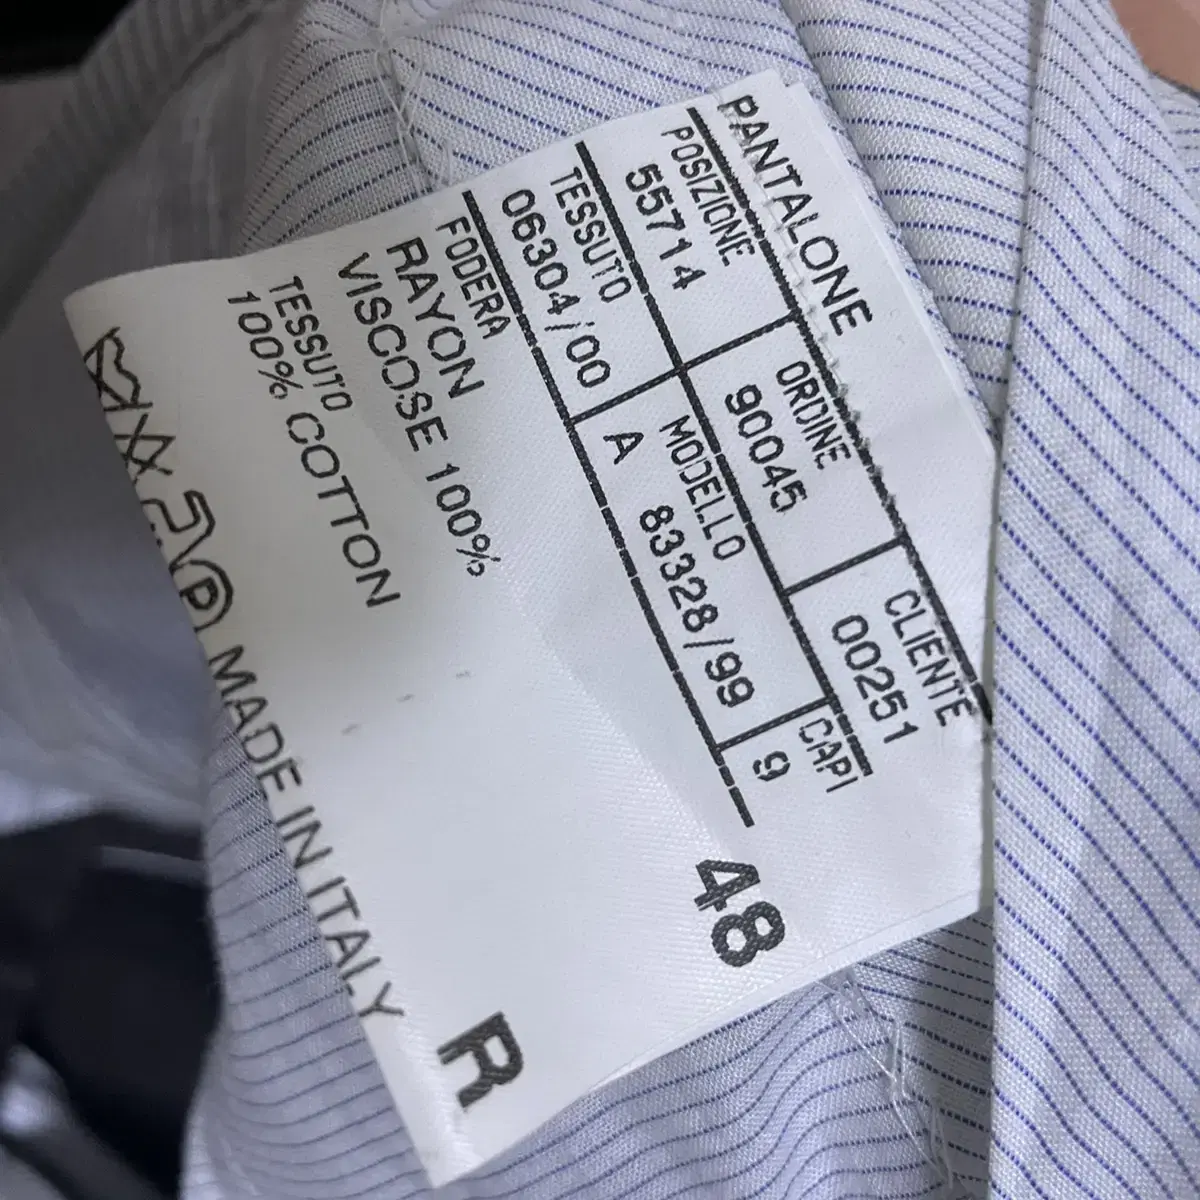 PANTALONE
POSIZIONE ORDINE CLIENTE
55714 90045 00251
TESSUTO MODELLO CAPI
06304/00 A 83328/99 9 48
FODERA
RAYON
VISCOSE 100%
TESSUTO
100% COTTON
R
P MADE IN ITALY